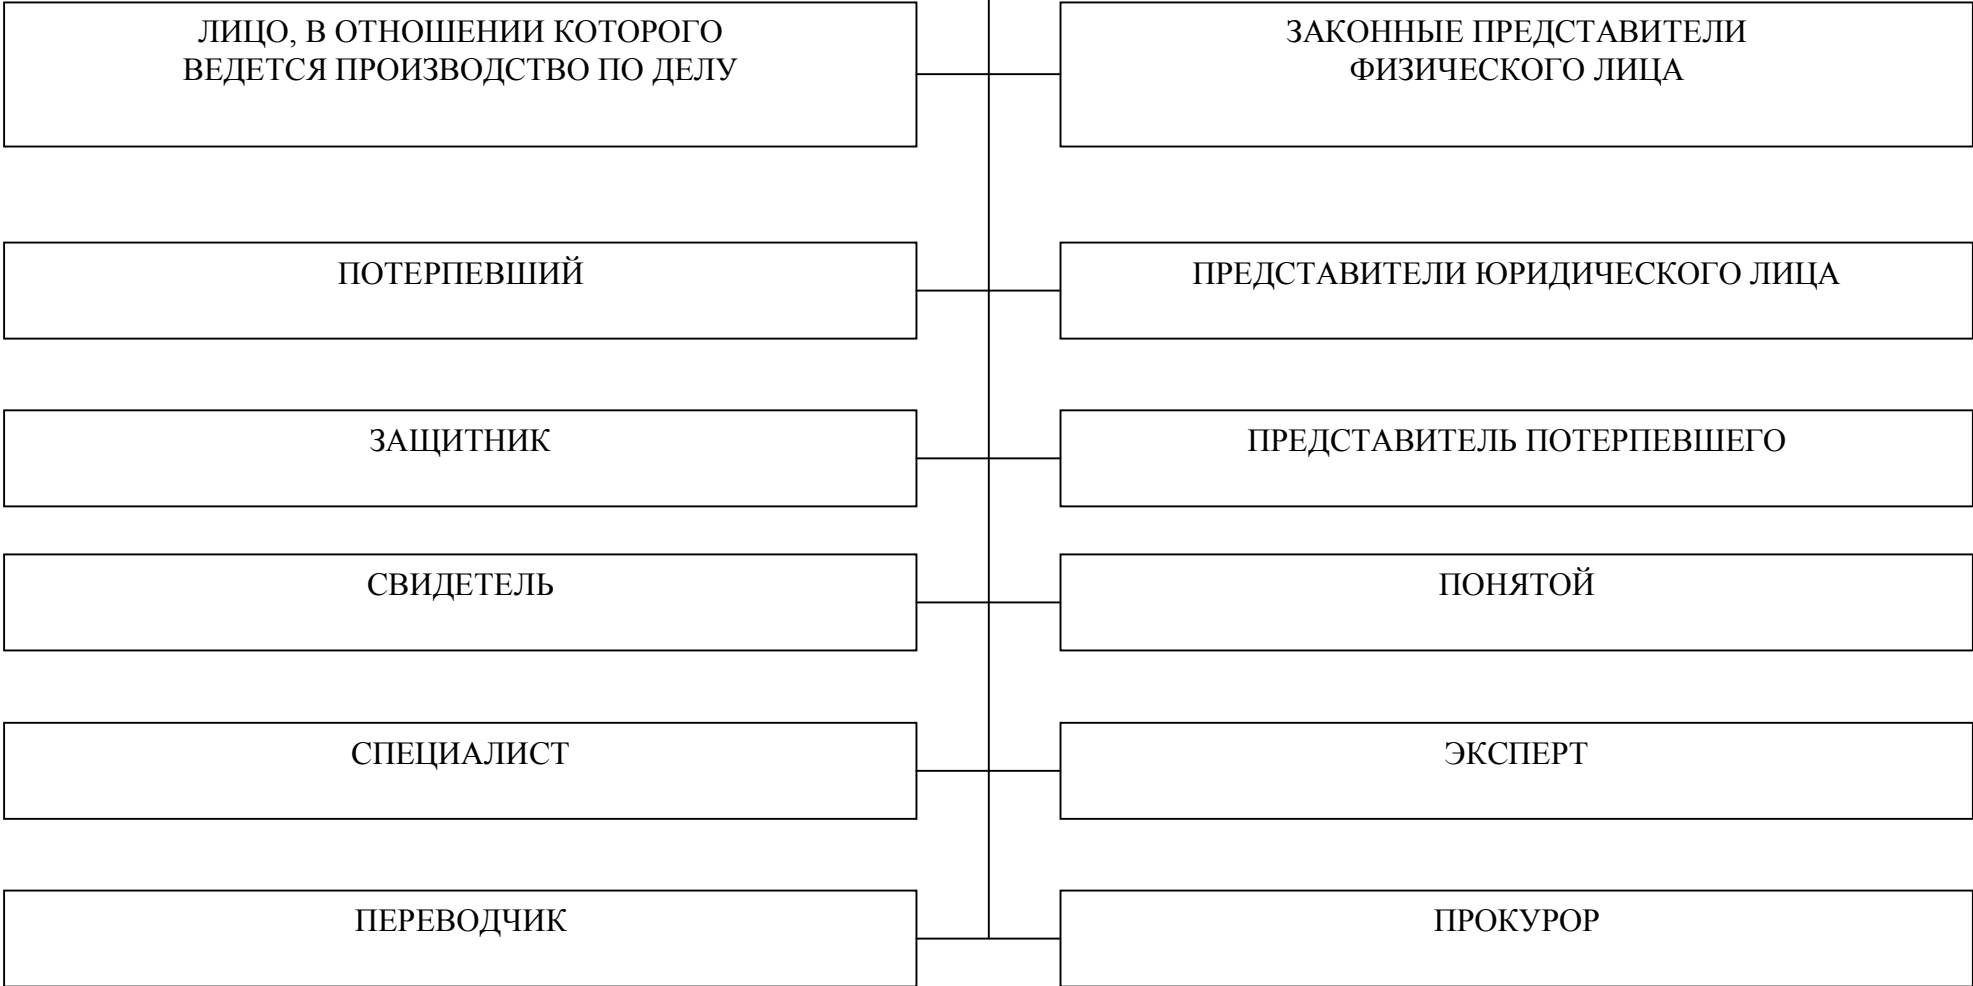 ЛИЦО, В ОТНОШЕНИИ КОТОРОГО
ВЕДЕТСЯ ПРОИЗВОДСТВО ПО ДЕЛУ
ЗАКОННЫЕ ПРЕДСТАВИТЕЛИ
ФИЗИЧЕСКОГО ЛИЦА
ПОТЕРПЕВШИЙ
ПРЕДСТАВИТЕЛИ ЮРИДИЧЕСКОГО ЛИЦА
ЗАЩИТНИК
ПРЕДСТАВИТЕЛЬ ПОТЕРПЕВШЕГО
СВИДЕТЕЛЬ
ПОНЯТОЙ
СПЕЦИАЛИСТ
ЭКСПЕРТ
ПЕРЕВОДЧИК
ПРОКУРОР